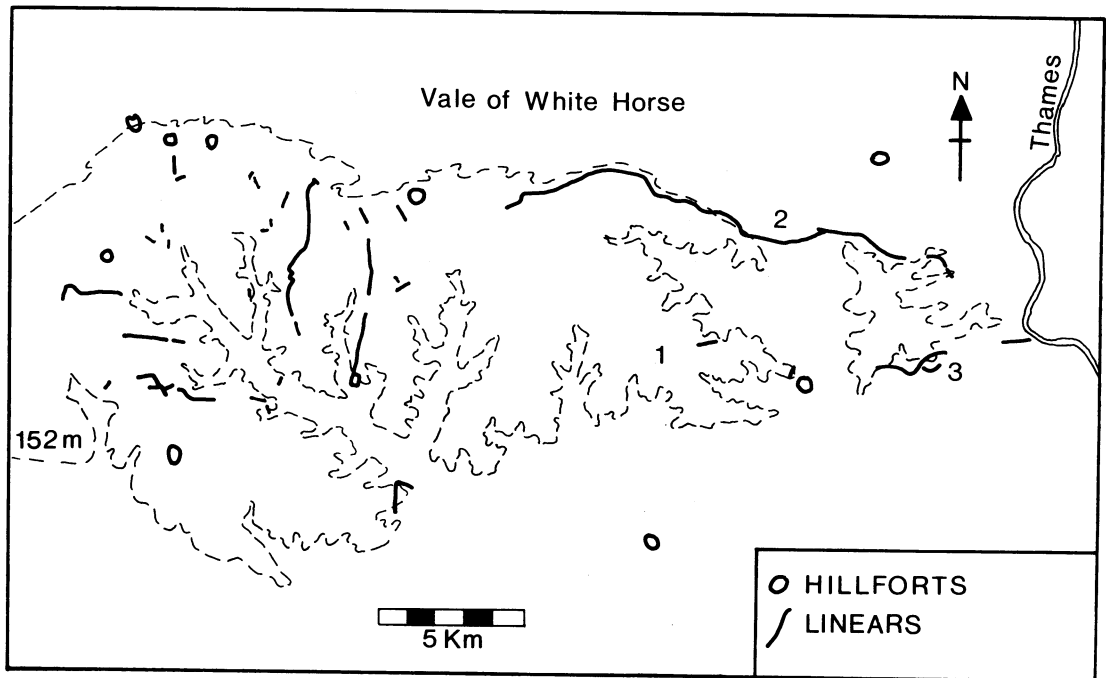 Vale of White Horse
N
Thames
2
1
3
152 m
5 Km
HILLFORTS
LINEARS